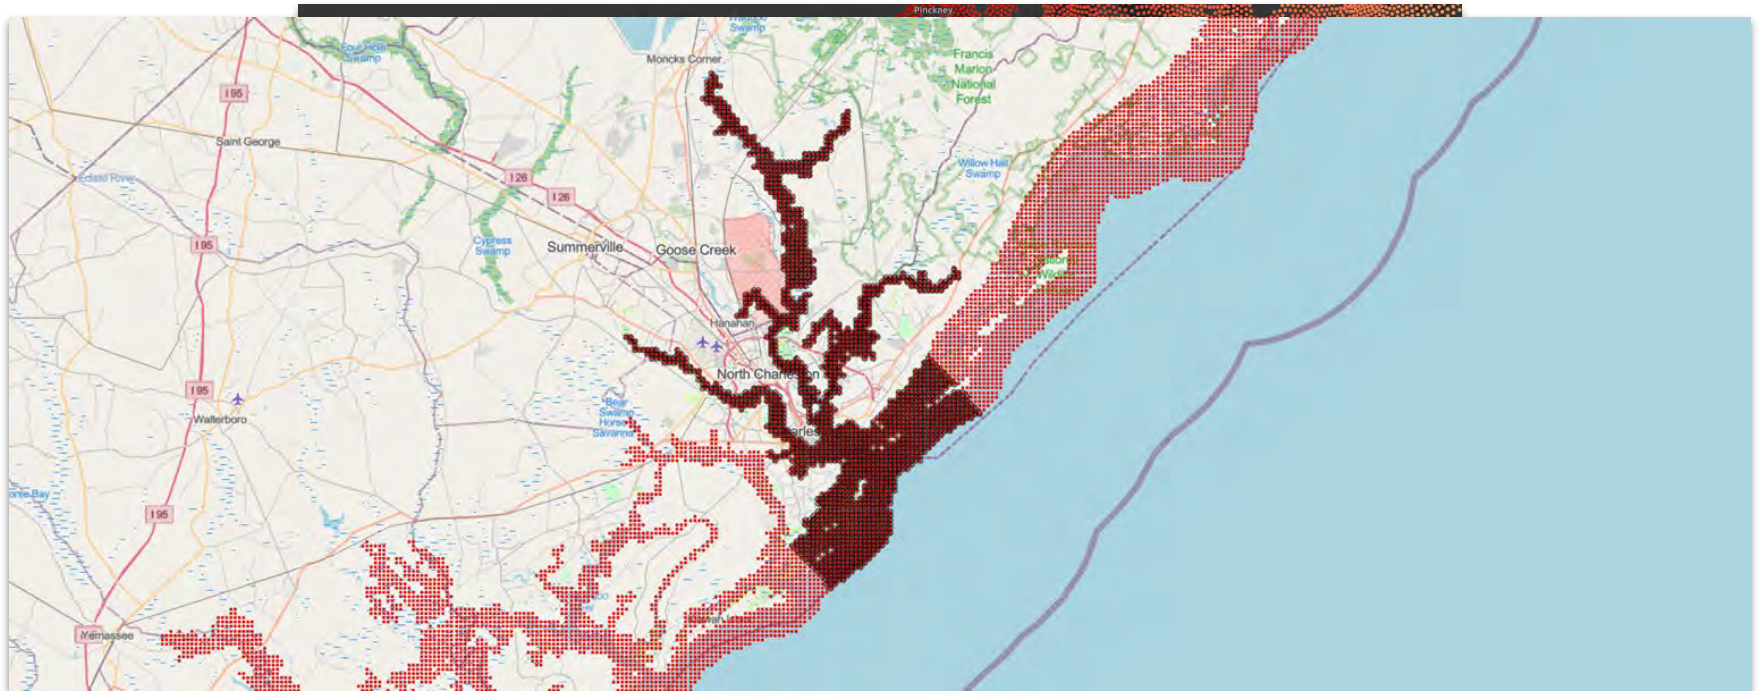 Pinckney
Swamp
Four Hole
Swamp
Moncks Corner
Francis
Marion
National
Forest
I 95
Saint George
Willow Hall
Swamp
Edisto River
I 26
I 26
Cypress
Swamp
Summerville
Goose Creek
I 95
Hanahan
North Charleston
I 95
Walterboro
Bear
Swamp
Horse
Savanna
I 95
Yemassee